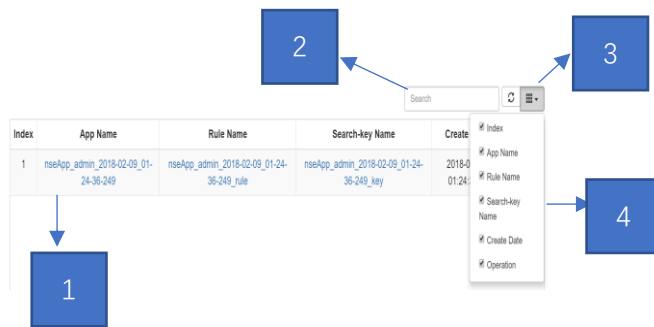 2
3
Search
Index App Name Rule Name Search-key Name Create
1 nseApp_admin_2018-02-09_01- nseApp_admin_2018-02-09_01-24- nseApp_admin_2018-02-09_01-24- 2018-0
24-36-249 36-249_rule 36-249_key 01:24:
Index
App Name
Rule Name
Search-key
Name
Create Date
Operation
4
1